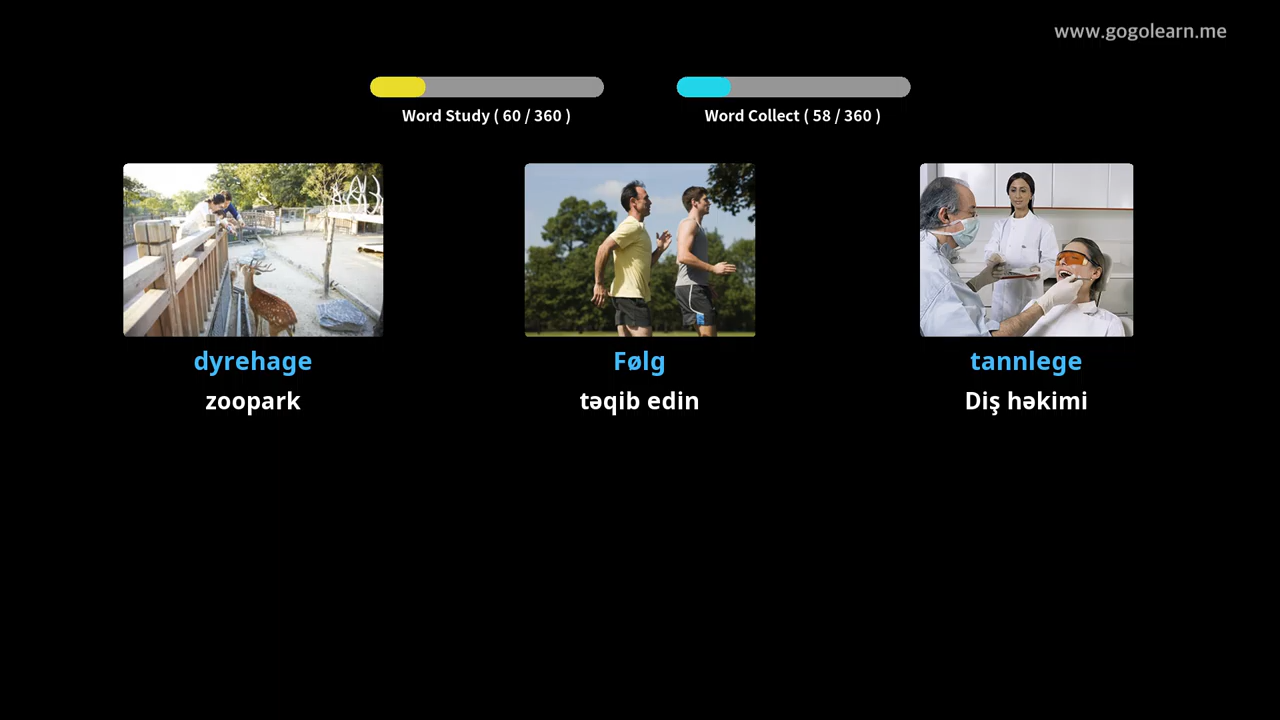 www.gogolearn.me
Word Study ( 60 / 360 )
Word Collect ( 58 / 360 )
dyrehage
zoopark
Følg
təqib edin
tannlege
Diş həkimi